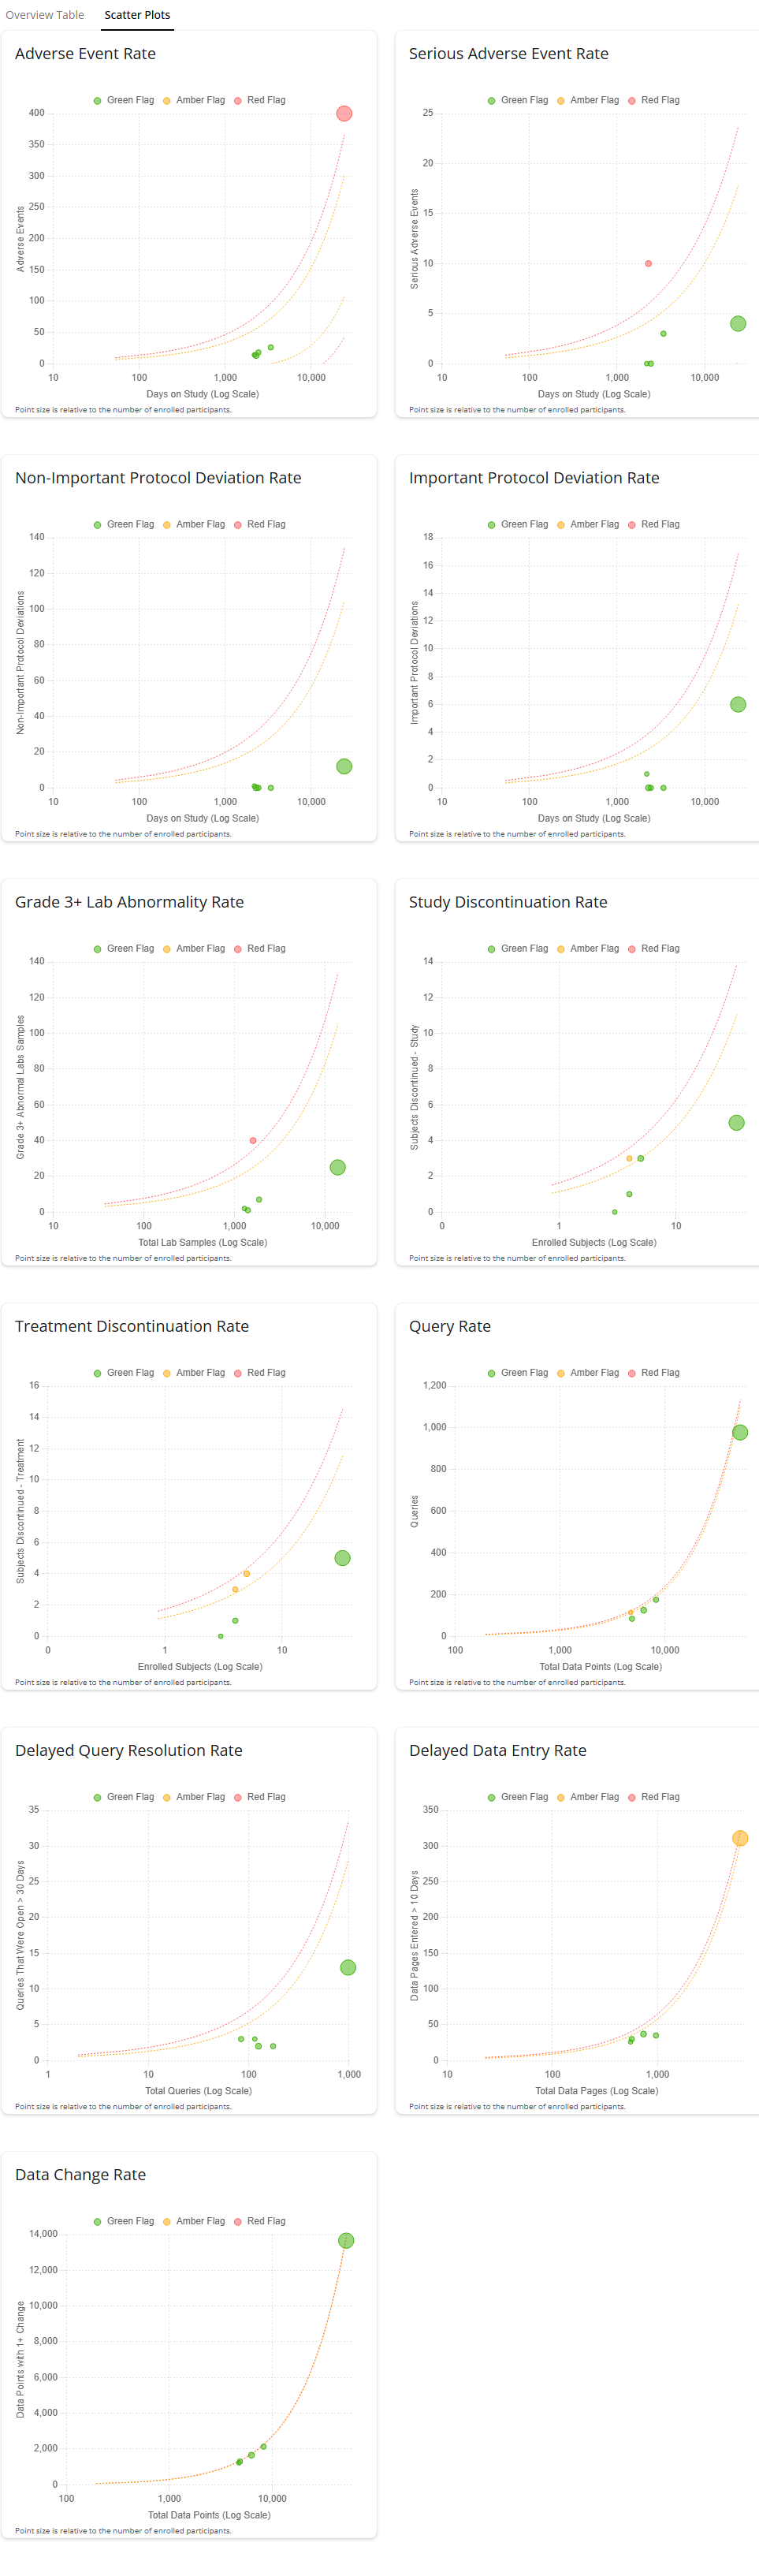 Overview Table Scatter Plots
Adverse Event Rate
Green Flag Amber Flag Red Flag
Adverse Events
400
350
300
250
200
150
100
50
0
10 100 1,000 10,000
Days on Study (Log Scale)
Point size is relative to the number of enrolled participants.
Serious Adverse Event Rate
Green Flag Amber Flag Red Flag
Serious Adverse Events
25
20
15
10
5
0
10 100 1,000 10,000
Days on Study (Log Scale)
Point size is relative to the number of enrolled participants.
Non-Important Protocol Deviation Rate
Green Flag Amber Flag Red Flag
Non-Important Protocol Deviations
140
120
100
80
60
40
20
0
10 100 1,000 10,000
Days on Study (Log Scale)
Point size is relative to the number of enrolled participants.
Important Protocol Deviation Rate
Green Flag Amber Flag Red Flag
Important Protocol Deviations
18
16
14
12
10
8
6
4
2
0
10 100 1,000 10,000
Days on Study (Log Scale)
Point size is relative to the number of enrolled participants.
Grade 3+ Lab Abnormality Rate
Green Flag Amber Flag Red Flag
Grade 3+ Abnormal Labs Samples
140
120
100
80
60
40
20
0
10 100 1,000 10,000
Total Lab Samples (Log Scale)
Point size is relative to the number of enrolled participants.
Study Discontinuation Rate
Green Flag Amber Flag Red Flag
Subjects Discontinued - Study
14
12
10
8
6
4
2
0
0 1 10
Enrolled Subjects (Log Scale)
Point size is relative to the number of enrolled participants.
Treatment Discontinuation Rate
Green Flag Amber Flag Red Flag
Subjects Discontinued - Treatment
16
14
12
10
8
6
4
2
0
0 1 10
Enrolled Subjects (Log Scale)
Point size is relative to the number of enrolled participants.
Query Rate
Green Flag Amber Flag Red Flag
Queries
1,200
1,000
800
600
400
200
0
100 1,000 10,000
Total Data Points (Log Scale)
Point size is relative to the number of enrolled participants.
Delayed Query Resolution Rate
Green Flag Amber Flag Red Flag
Queries That Were Open > 30 Days
35
30
25
20
15
10
5
0
1 10 100 1,000
Total Queries (Log Scale)
Point size is relative to the number of enrolled participants.
Delayed Data Entry Rate
Green Flag Amber Flag Red Flag
Data Pages Entered > 10 Days
350
300
250
200
150
100
50
0
10 100 1,000
Total Data Pages (Log Scale)
Point size is relative to the number of enrolled participants.
Data Change Rate
Green Flag Amber Flag Red Flag
Data Points with 1+ Change
14,000
12,000
10,000
8,000
6,000
4,000
2,000
0
100 1,000 10,000
Total Data Points (Log Scale)
Point size is relative to the number of enrolled participants.